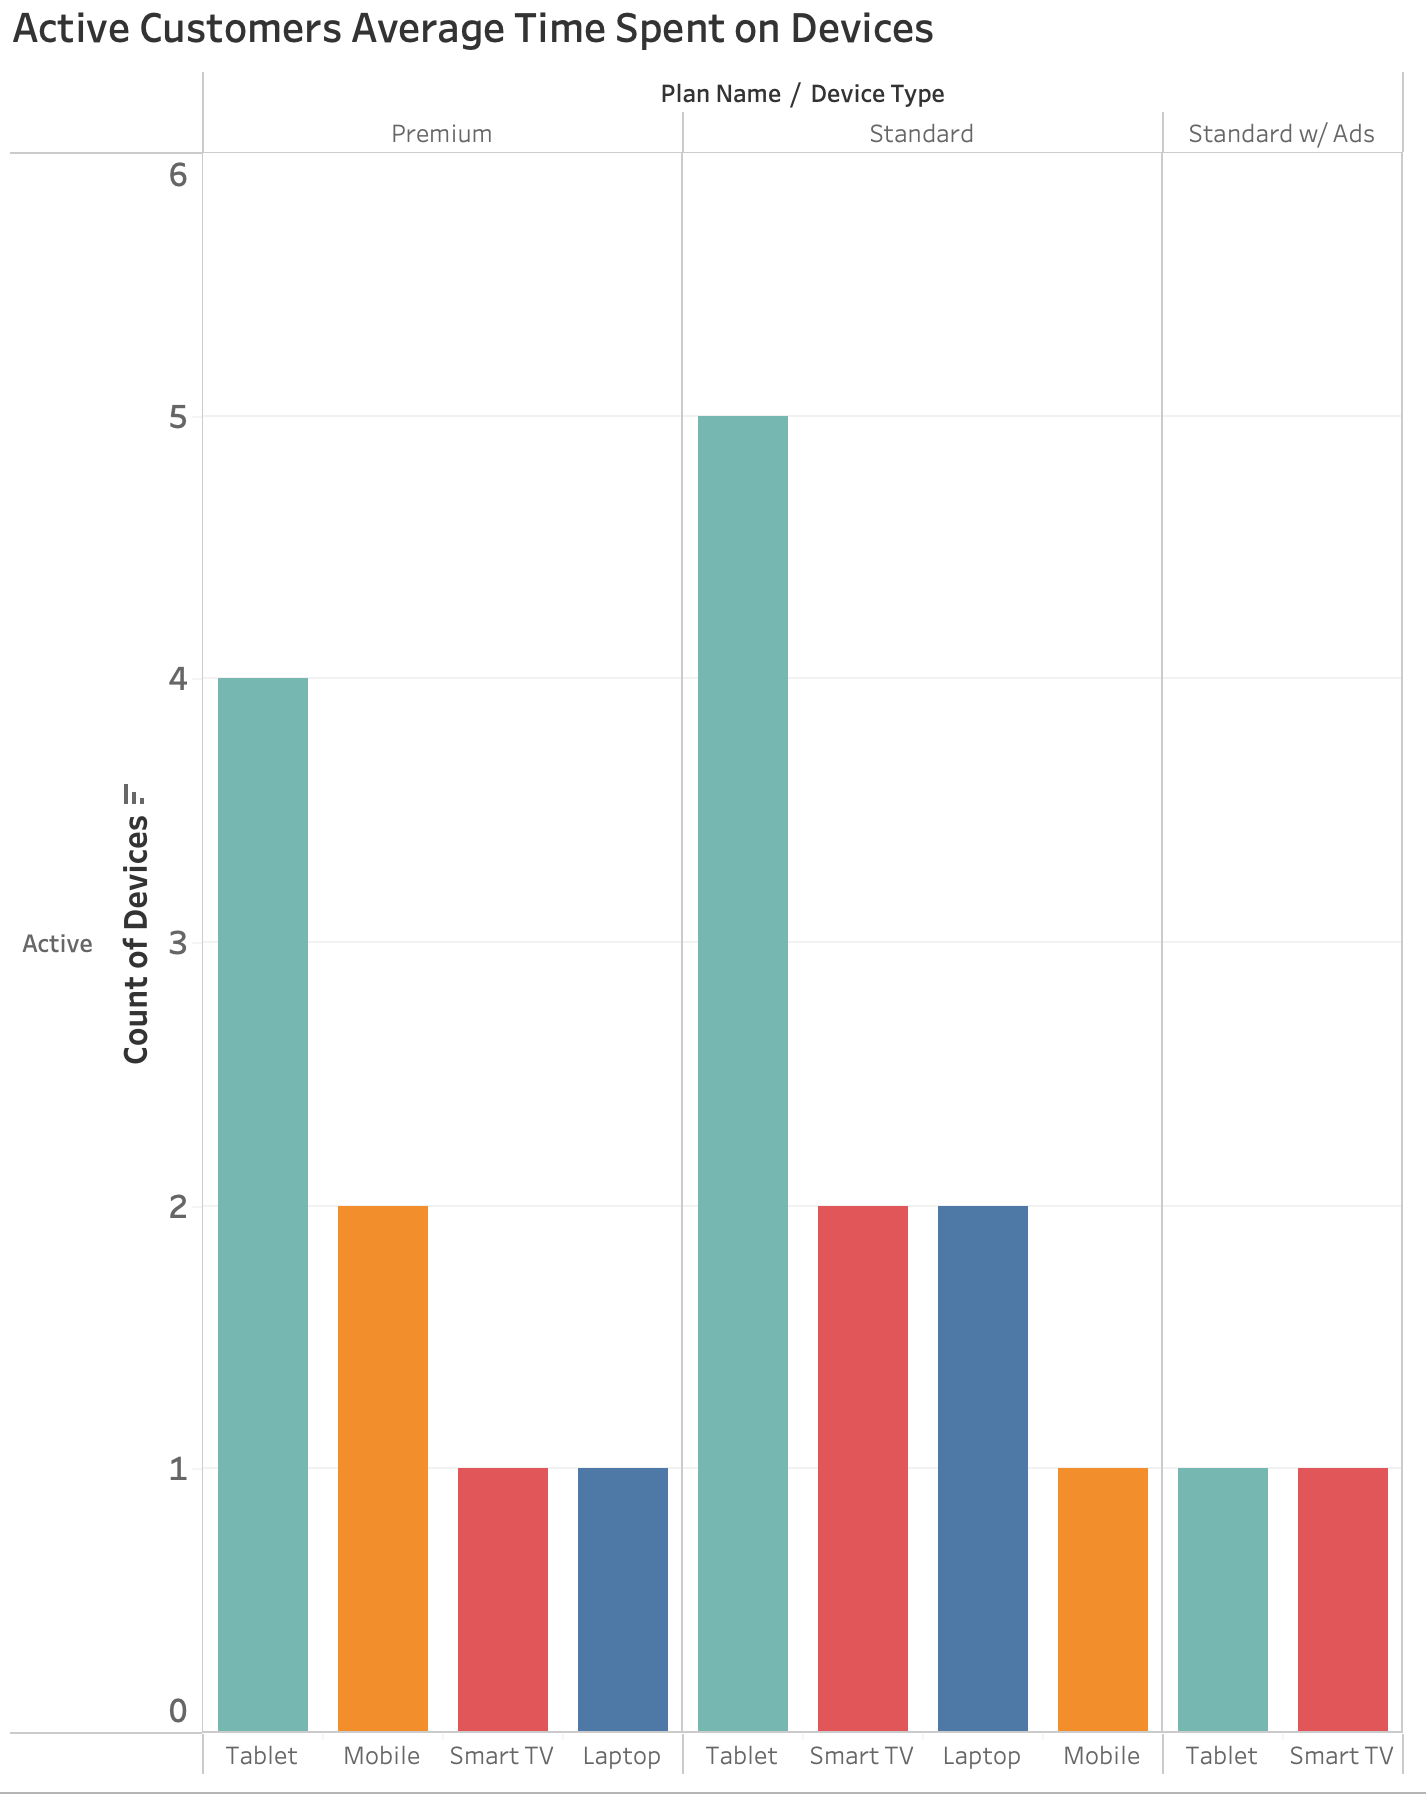 Active Customers Average Time Spent on Devices
Plan Name / Device Type
Premium Standard Standard w/ Ads
6
5
4
3
2
1
0
Active
Count of Devices
Tablet Mobile Smart TV Laptop Tablet Smart TV Laptop Mobile Tablet Smart TV